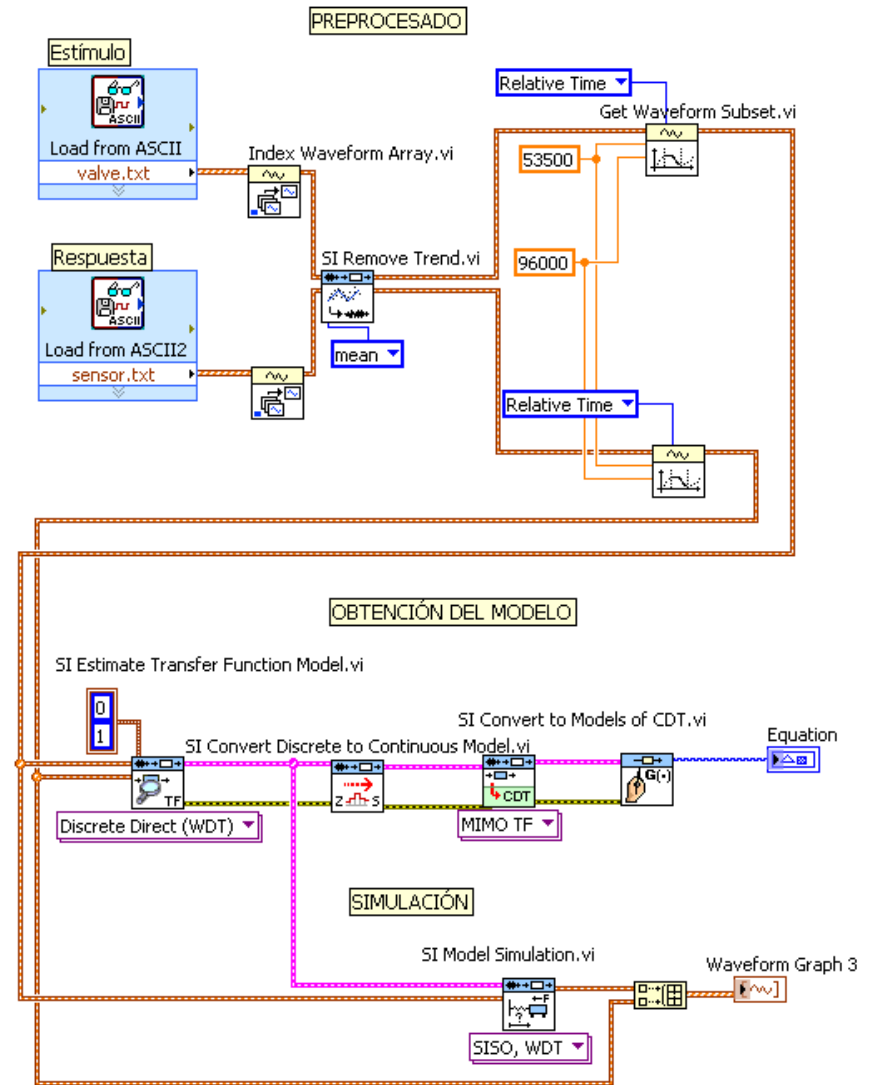 PREPROCESADO
Estímulo
ASCII
Load from ASCII
valve.txt
Index Waveform Array.vi
Relative Time
Get Waveform Subset.vi
53500
Respuesta
ASCII
Load from ASCII2
sensor.txt
SI Remove Trend.vi
mean
96000
Relative Time
OBTENCIÓN DEL MODELO
SI Estimate Transfer Function Model.vi
0
1
TF
Discrete Direct (WDT)
SI Convert Discrete to Continuous Model.vi
Z S
SI Convert to Models of CDT.vi
CDT
MIMO TF
G(•)
Equation
SIMULACIÓN
SI Model Simulation.vi
F
?
SISO, WDT
Waveform Graph 3